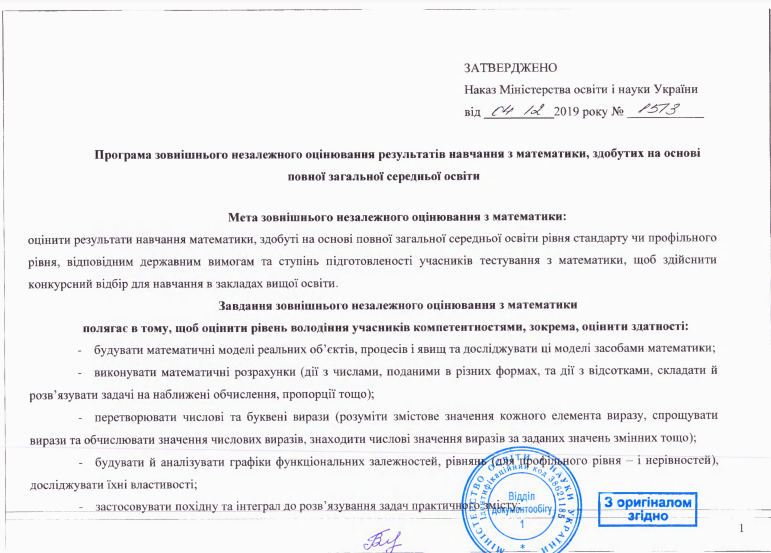 ЗАТВЕРДЖЕНО
Наказ Міністерства освіти і науки України
від 04 12 2019 року № 1513
Програма зовнішнього незалежного оцінювання результатів навчання з математики, здобутих на основі
повної загальної середньої освіти
Мета зовнішнього незалежного оцінювання з математики:
оцінити результати навчання математики, здобуті на основі повної загальної середньої освіти рівня стандарту чи профільного
рівня, відповідним державним вимогам та ступінь підготовленості учасників тестування з математики, щоб здійснити
конкурсний відбір для навчання в закладах вищої освіти.
Завдання зовнішнього незалежного оцінювання з математики
полягає в тому, щоб оцінити рівень володіння учасників компетентностями, зокрема, оцінити здатності:
- будувати математичні моделі реальних об’єктів, процесів і явищ та досліджувати ці моделі засобами математики;
- виконувати математичні розрахунки (дії з числами, поданими в різних формах, та дії з відсотками, складати й
розв’язувати задачі на наближені обчислення, пропорції тощо);
- перетворювати числові та буквені вирази (розуміти змістове значення кожного елемента виразу, спрощувати
вирази та обчислювати значення числових виразів, знаходити числові значення виразів за заданих значень змінних тощо);
- будувати й аналізувати графіки функціональних залежностей, рівнянь (для профільного рівня – і нерівностей),
досліджувати їхні властивості;
- застосовувати похідну та інтеграл до розв’язування задач практичного змісту;
МІНІСТЕРСТВО ОСВІТИ І НАУКИ УКРАЇНИ
Ідентифікаційний код 38621185
Відділ
документообігу
1
З оригіналом
згідно
1